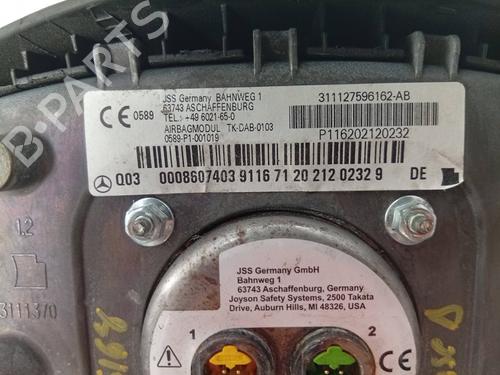 JSS Germany BAHNWEG 1
63743 ASCHAFFENBURG
TEL.: +49 6021-65-0
CE 0589
AIRBAGMODUL TK-DAB-0103
0589-P1-001019
311127596162-AB
P116202120232
Q03 0008607403 9116 71 20 212 0232 9 DE
1.2
3111370
JSS Germany GmbH
Bahnweg 1
63743 Aschaffenburg, Germany
Joyson Safety Systems, 2500 Takata
Drive, Auburn Hills, MI 48326, USA
1 2
CE
B-PARTS